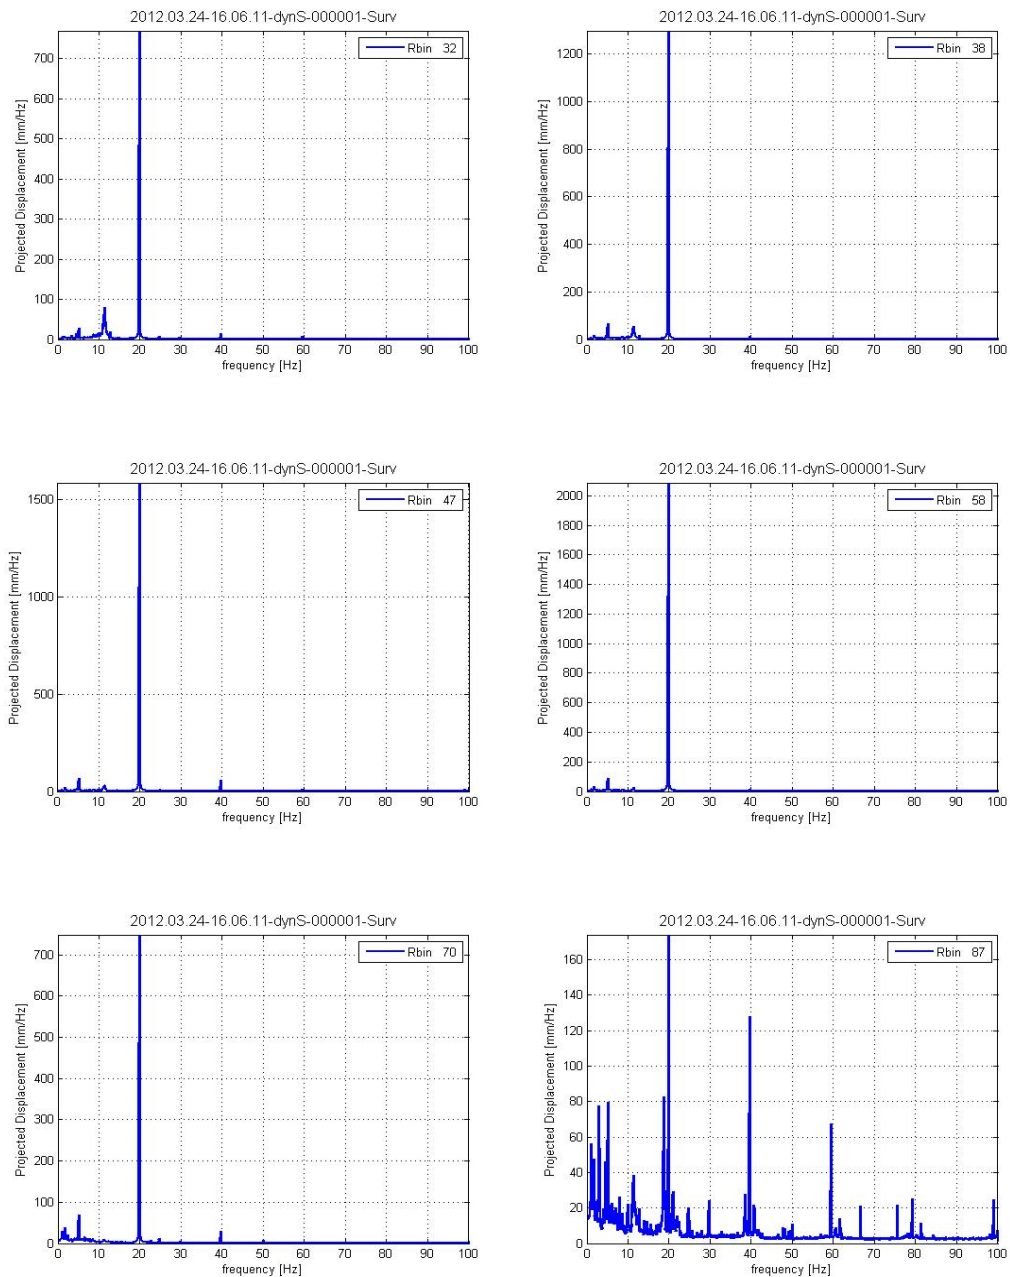 2012.03.24-16.06.11-dynS-000001-Surv
Rbin 32
700
600
500
400
300
200
100
0
Projected Displacement [mm/Hz]
0 10 20 30 40 50 60 70 80 90 100
frequency [Hz]
2012.03.24-16.06.11-dynS-000001-Surv
Rbin 38
1200
1000
800
600
400
200
0
Projected Displacement [mm/Hz]
0 10 20 30 40 50 60 70 80 90 100
frequency [Hz]
2012.03.24-16.06.11-dynS-000001-Surv
Rbin 47
1500
1000
500
0
Projected Displacement [mm/Hz]
0 10 20 30 40 50 60 70 80 90 100
frequency [Hz]
2012.03.24-16.06.11-dynS-000001-Surv
Rbin 58
2000
1800
1600
1400
1200
1000
800
600
400
200
0
Projected Displacement [mm/Hz]
0 10 20 30 40 50 60 70 80 90 100
frequency [Hz]
2012.03.24-16.06.11-dynS-000001-Surv
Rbin 70
700
600
500
400
300
200
100
0
Projected Displacement [mm/Hz]
0 10 20 30 40 50 60 70 80 90 100
frequency [Hz]
2012.03.24-16.06.11-dynS-000001-Surv
Rbin 87
160
140
120
100
80
60
40
20
0
Projected Displacement [mm/Hz]
0 10 20 30 40 50 60 70 80 90 100
frequency [Hz]